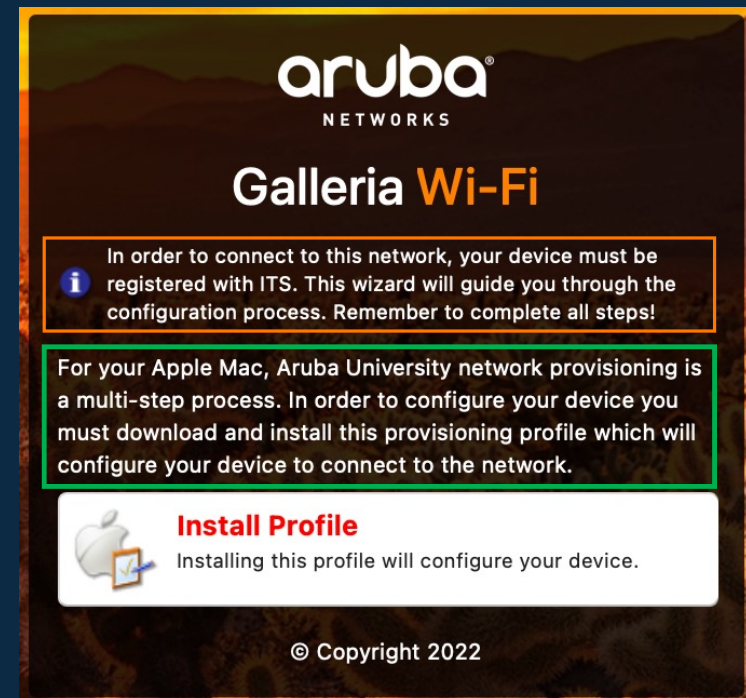 aruba®
NETWORKS
Galleria Wi-Fi
In order to connect to this network, your device must be
registered with ITS. This wizard will guide you through the
configuration process. Remember to complete all steps!
For your Apple Mac, Aruba University network provisioning is
a multi-step process. In order to configure your device you
must download and install this provisioning profile which will
configure your device to connect to the network.
Install Profile
Installing this profile will configure your device.
© Copyright 2022